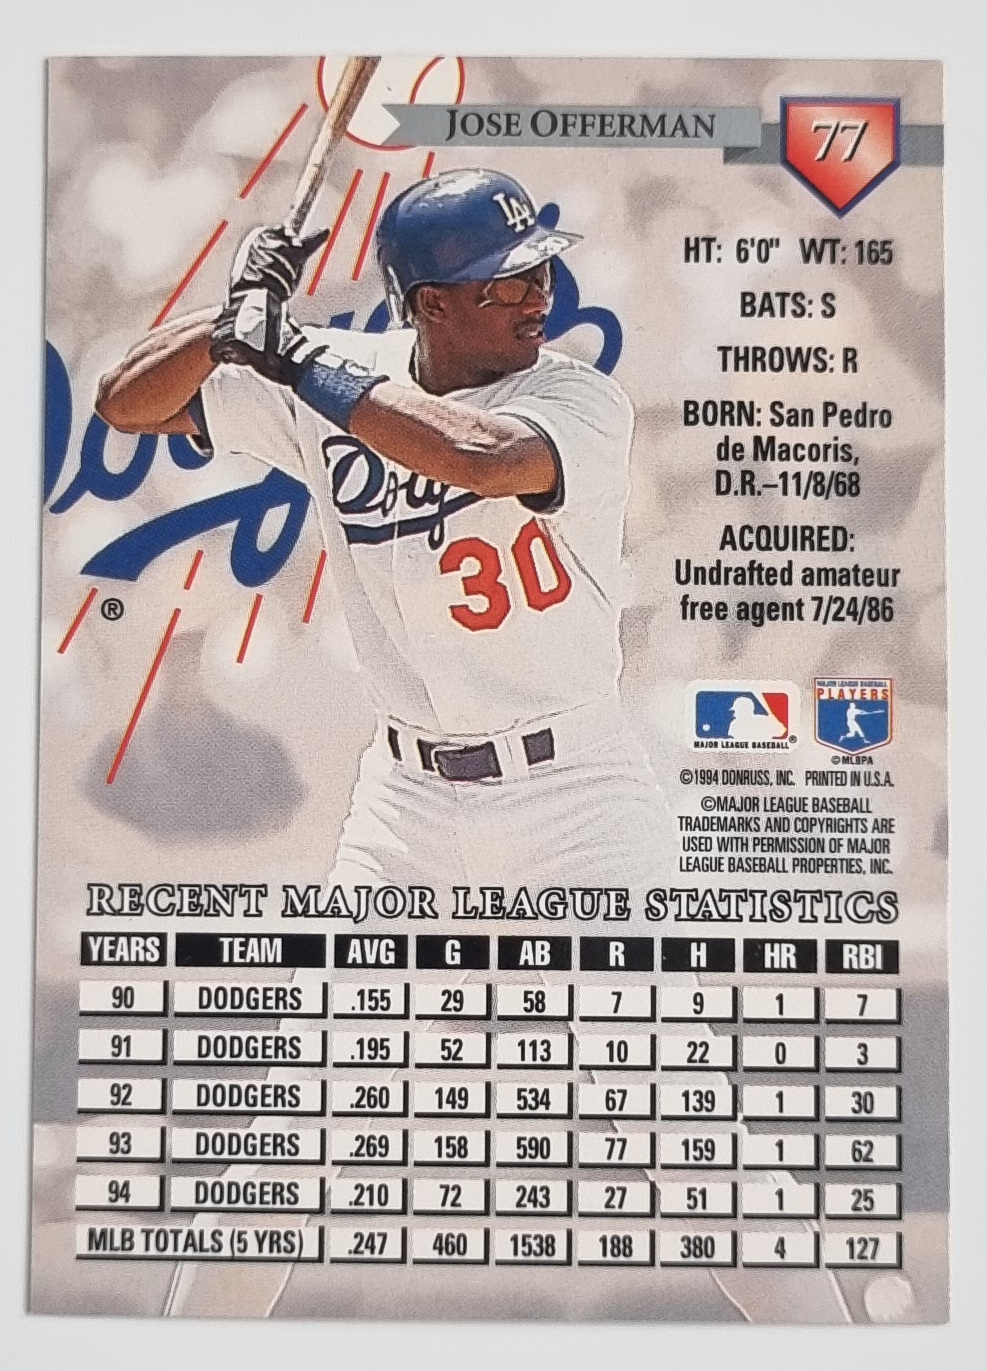 JOSE OFFERMAN
77
HT: 6'0" WT: 165
BATS: S
THROWS: R
BORN: San Pedro
de Macoris,
D.R.–11/8/68
ACQUIRED:
Undrafted amateur
free agent 7/24/86
LA
Dodg
30
®
MAJOR LEAGUE BASEBALL®
MAJOR LEAGUE BASEBALL
PLAYERS
©MLBPA
©1994 DONRUSS, INC. PRINTED IN U.S.A.
©MAJOR LEAGUE BASEBALL
TRADEMARKS AND COPYRIGHTS ARE
USED WITH PERMISSION OF MAJOR
LEAGUE BASEBALL PROPERTIES, INC.
RECENT MAJOR LEAGUE STATISTICS
YEARS TEAM AVG G AB R H HR RBI
90 DODGERS .155 29 58 7 9 1 7
91 DODGERS .195 52 113 10 22 0 3
92 DODGERS .260 149 534 67 139 1 30
93 DODGERS .269 158 590 77 159 1 62
94 DODGERS .210 72 243 27 51 1 25
MLB TOTALS (5 YRS) .247 460 1538 188 380 4 127